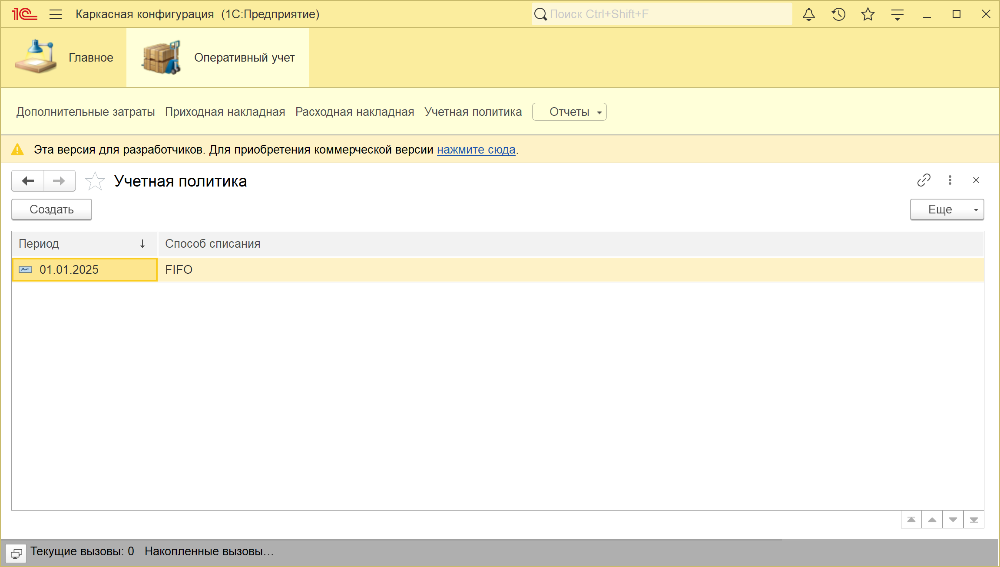 1С Каркасная конфигурация (1С:Предприятие) Поиск Ctrl+Shift+F
Главное Оперативный учет
Дополнительные затраты Приходная накладная Расходная накладная Учетная политика Отчеты
Эта версия для разработчиков. Для приобретения коммерческой версии нажмите сюда.
Учетная политика
Создать Еще
Период Способ списания
01.01.2025 FIFO
Текущие вызовы: 0 Накопленные вызовы...